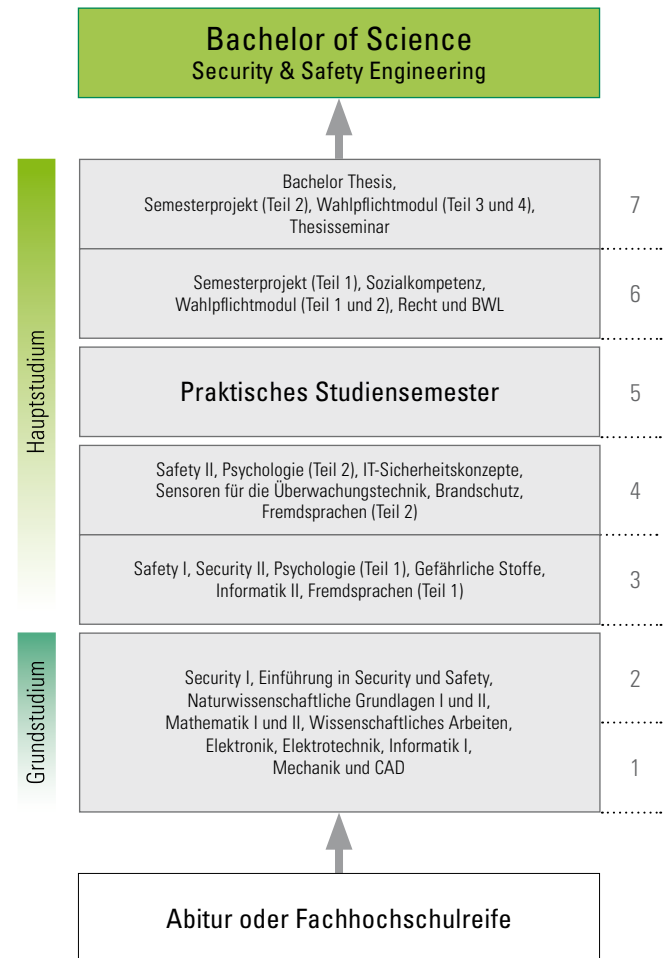 Bachelor of Science
Security & Safety Engineering
Hauptstudium
Bachelor Thesis,
Semesterprojekt (Teil 2), Wahlpflichtmodul (Teil 3 und 4),
Thesisseminar
7
Semesterprojekt (Teil 1), Sozialkompetenz,
Wahlpflichtmodul (Teil 1 und 2), Recht und BWL
6
Praktisches Studiensemester
5
Safety II, Psychologie (Teil 2), IT-Sicherheitskonzepte,
Sensoren für die Überwachungstechnik, Brandschutz,
Fremdsprachen (Teil 2)
4
Safety I, Security II, Psychologie (Teil 1), Gefährliche Stoffe,
Informatik II, Fremdsprachen (Teil 1)
3
Grundstudium
Security I, Einführung in Security und Safety,
Naturwissenschaftliche Grundlagen I und II,
Mathematik I und II, Wissenschaftliches Arbeiten,
Elektronik, Elektrotechnik, Informatik I,
Mechanik und CAD
2
1
Abitur oder Fachhochschulreife